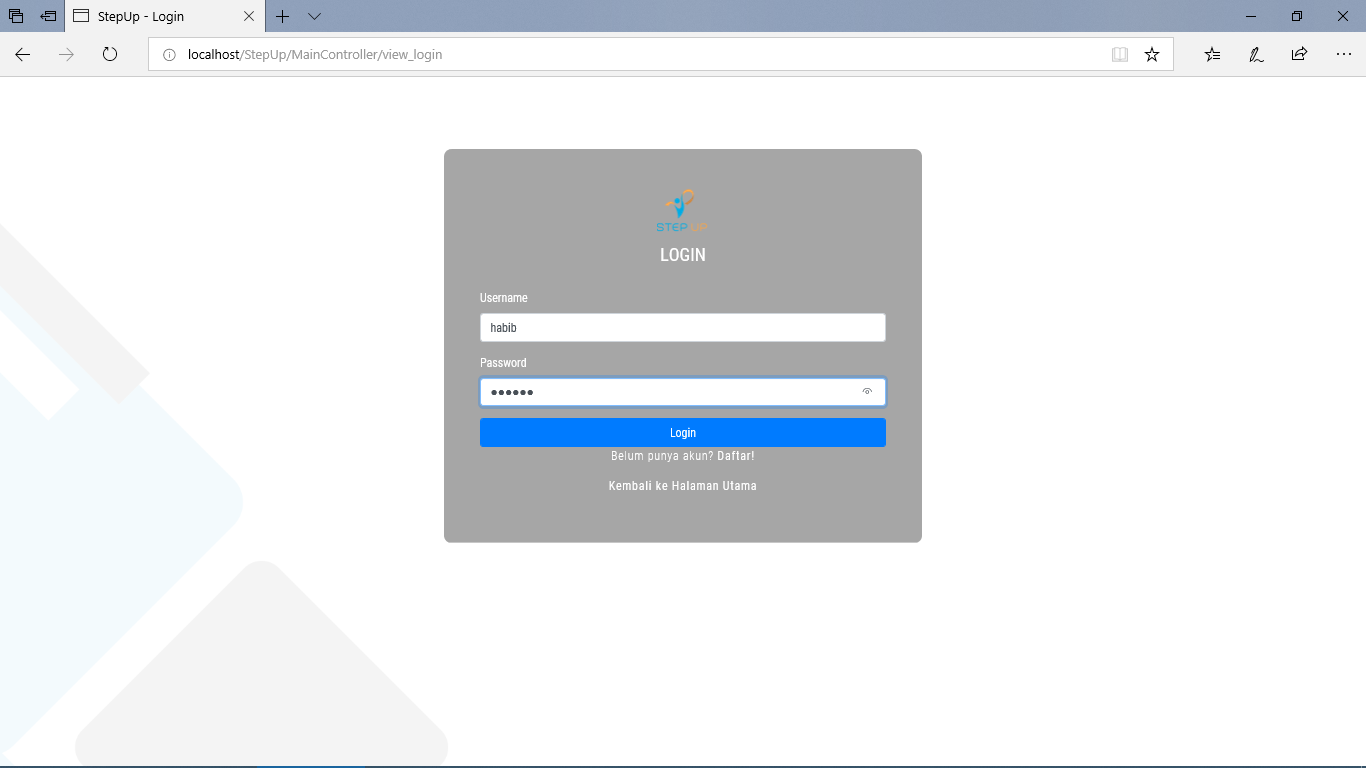 StepUp - Login
localhost/StepUp/MainController/view_login
STEP UP
LOGIN
Username
habib
Password
••••••
Login
Belum punya akun? Daftar!
Kembali ke Halaman Utama